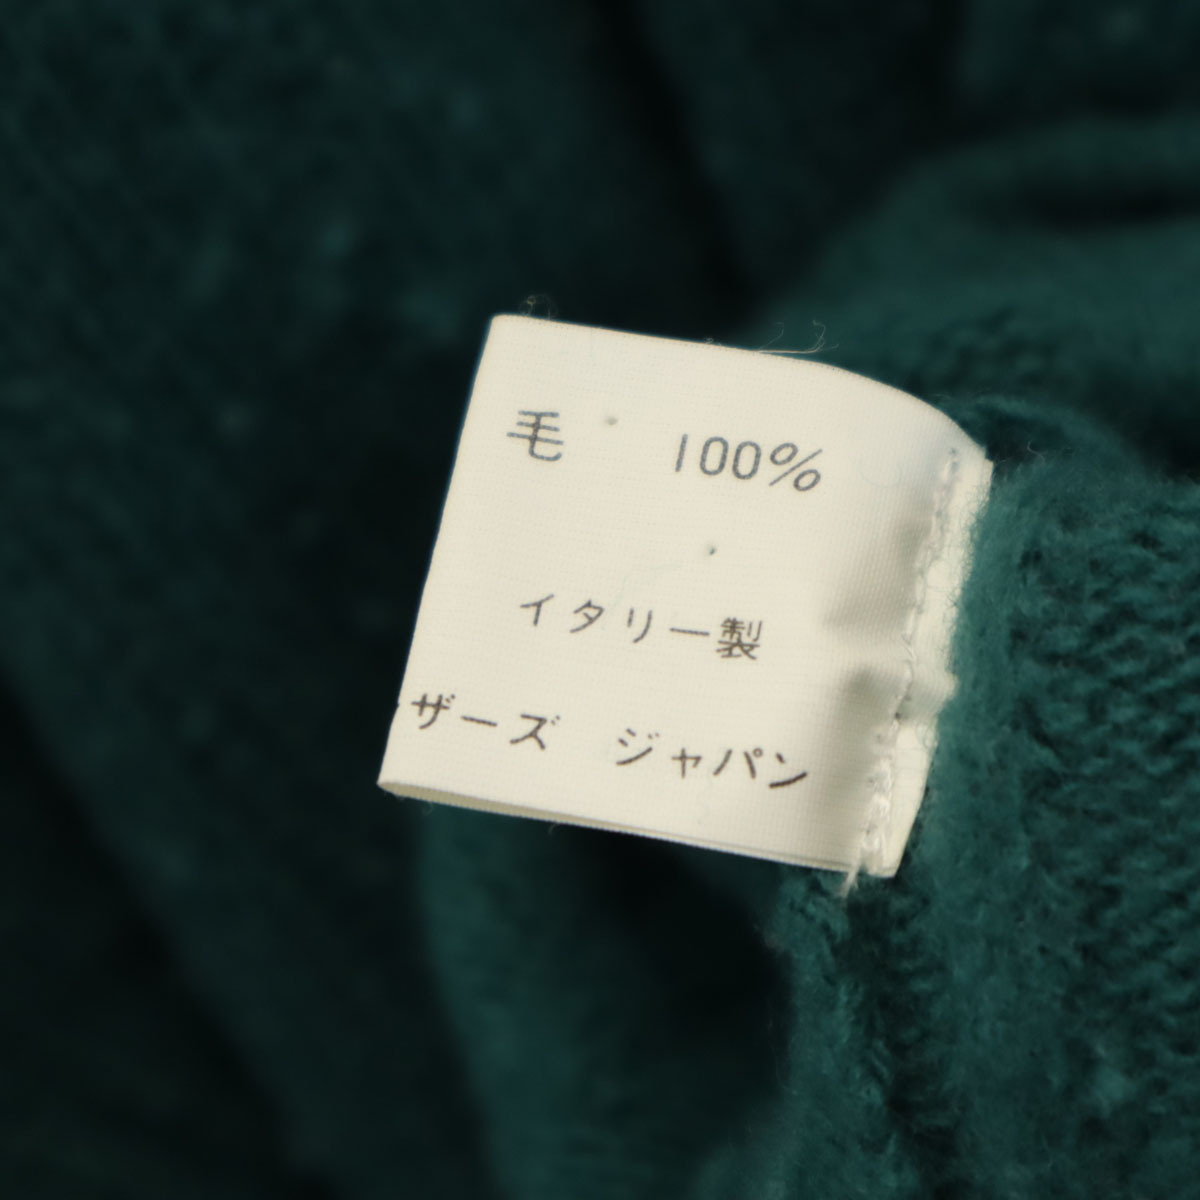 毛 100%
イタリー製
ザーズ ジャパン